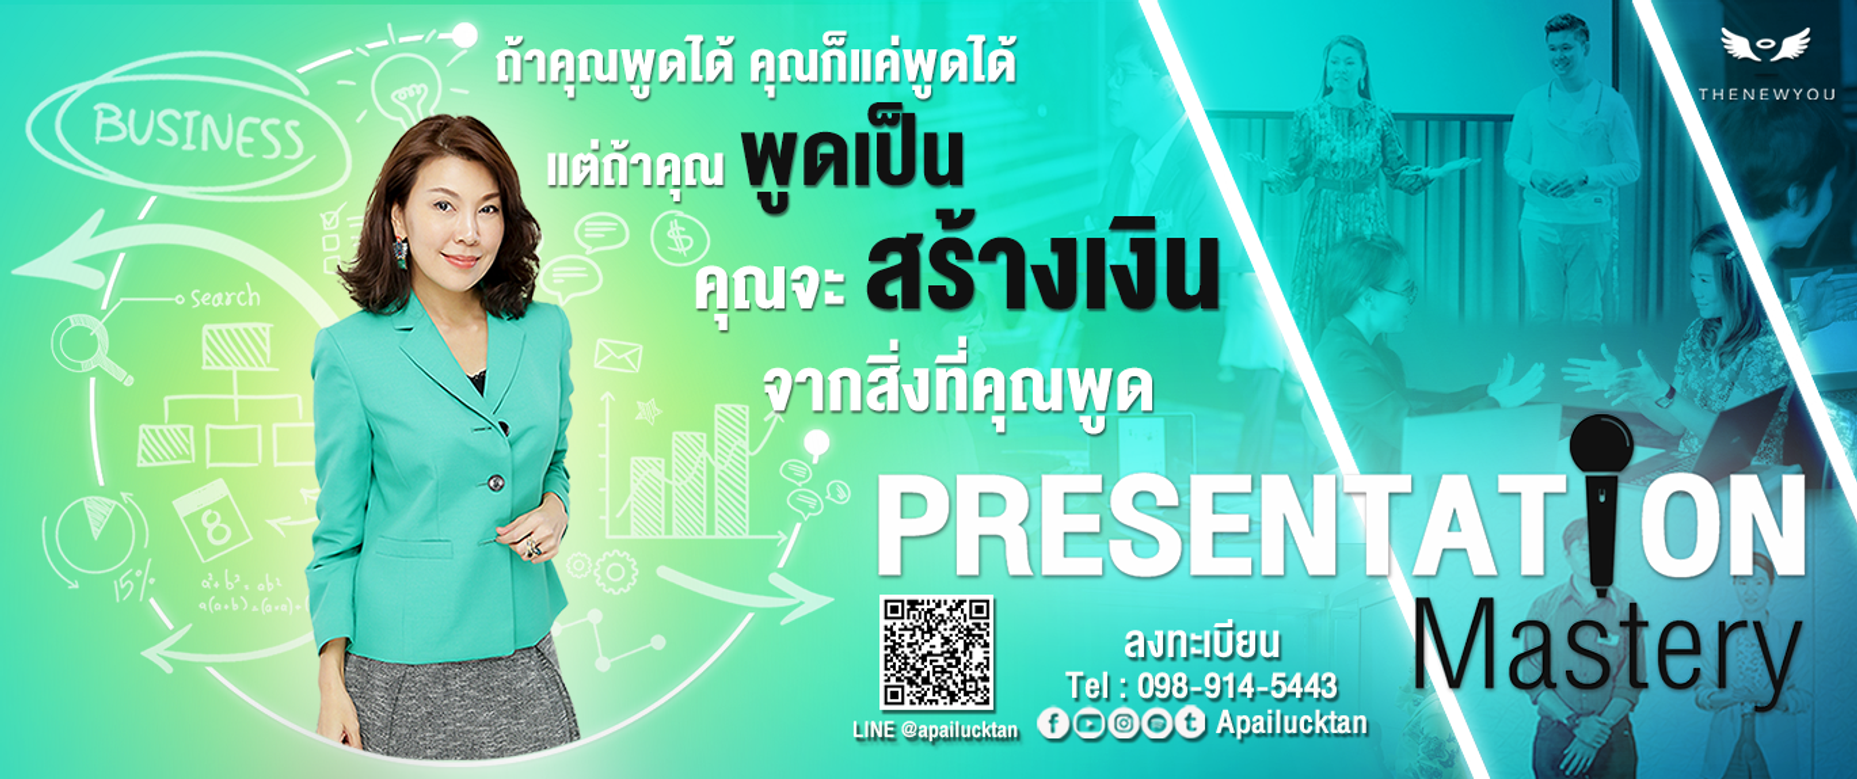 BUSINESS
search
15%
8
ถ้าคุณพูดได้ คุณก็แค่พูดได้
แต่ถ้าคุณ พูดเป็น
คุณจะ สร้างเงิน
จากสิ่งที่คุณพูด
THENEWYOU
PRESENTATION
Mastery
ลงทะเบียน
Tel : 098-914-5443
LINE @apailucktan
Apailucktan